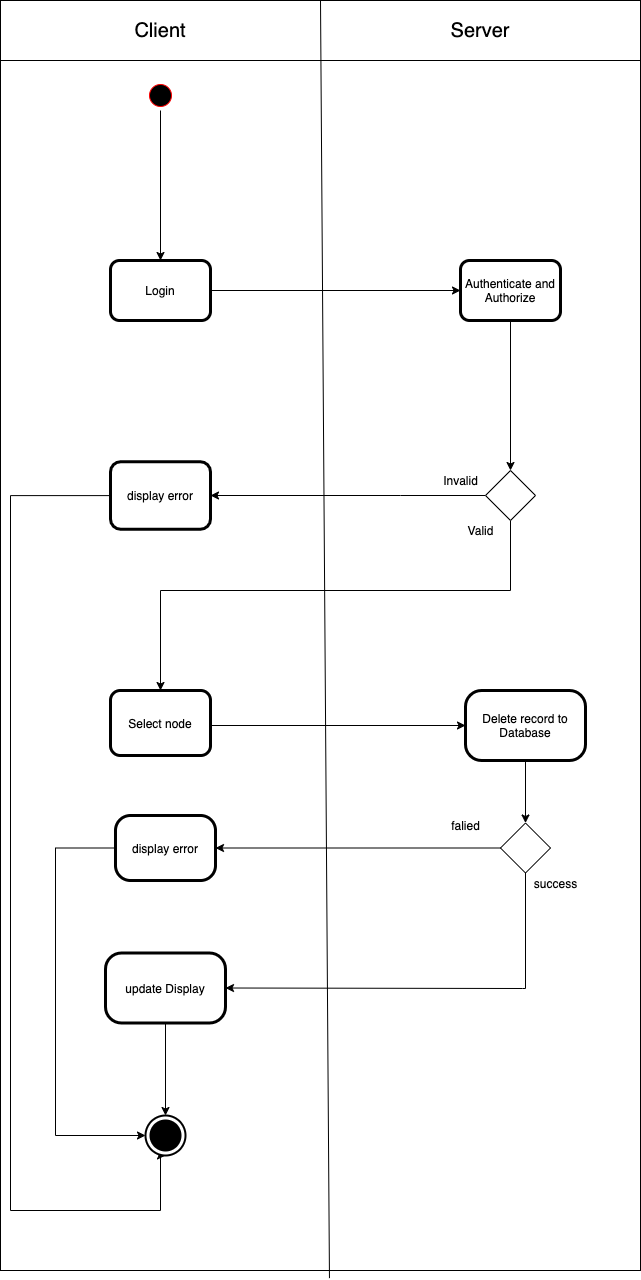 Client
Server
Login
Authenticate and
Authorize
Invalid
display error
Valid
Select node
Delete record to
Database
falied
display error
success
update Display